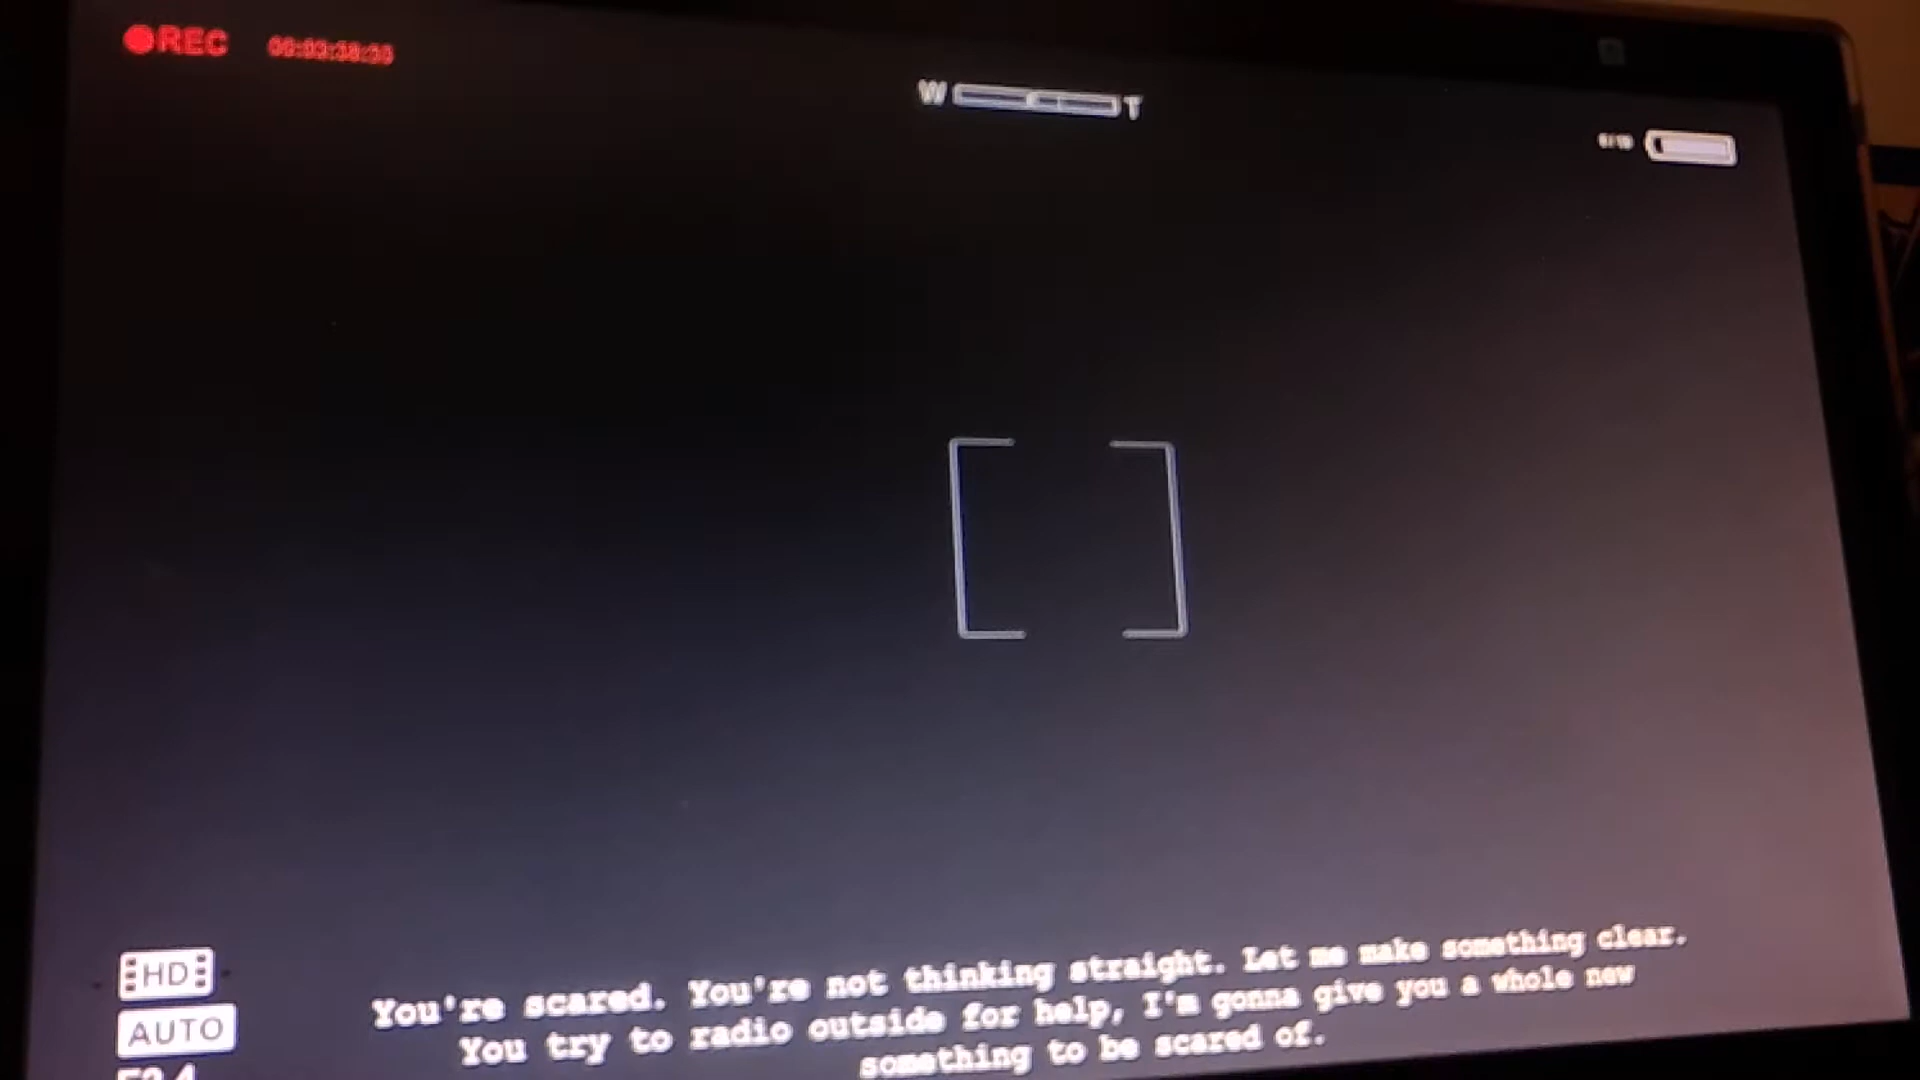 REC
W T
HD
AUTO
You're scared. You're not thinking straight. Let me make something clear.
You try to radio outside for help, I'm gonna give you a whole new
something to be scared of.